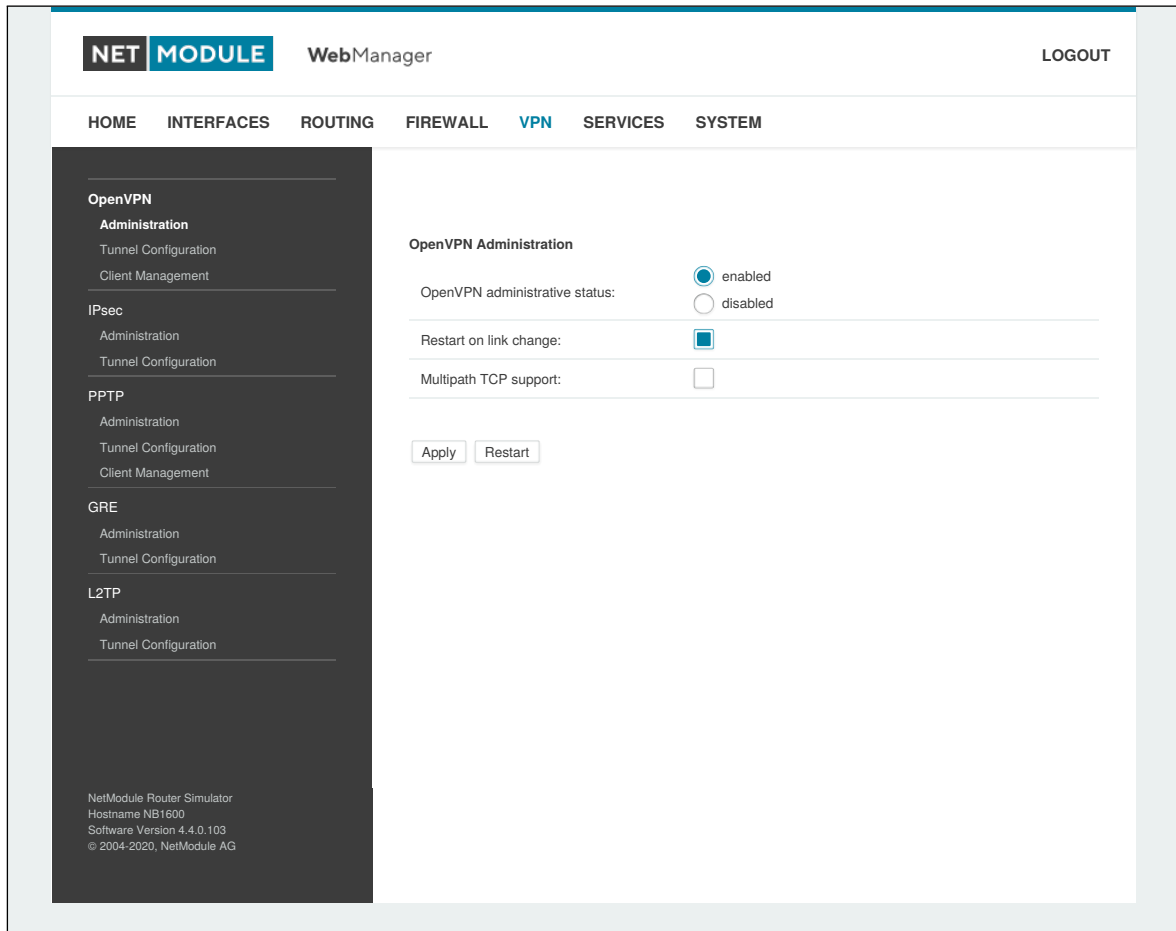 NET MODULE WebManager LOGOUT
HOME INTERFACES ROUTING FIREWALL VPN SERVICES SYSTEM
OpenVPN
Administration
Tunnel Configuration
Client Management
IPsec
Administration
Tunnel Configuration
PPTP
Administration
Tunnel Configuration
Client Management
GRE
Administration
Tunnel Configuration
L2TP
Administration
Tunnel Configuration
NetModule Router Simulator
Hostname NB1600
Software Version 4.4.0.103
© 2004-2020, NetModule AG
OpenVPN Administration
OpenVPN administrative status:
enabled
disabled
Restart on link change:
Multipath TCP support:
Apply Restart